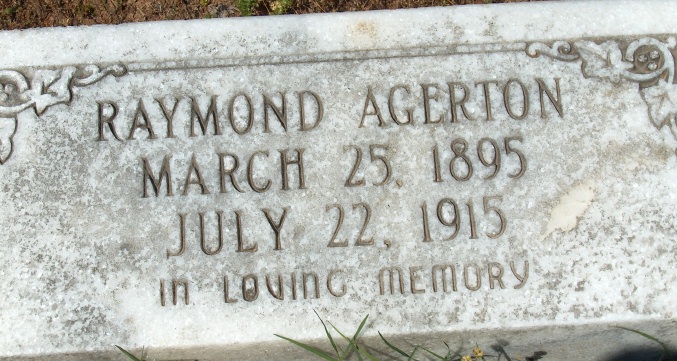 RAYMOND AGERTON
MARCH 25, 1895
JULY 22, 1915
IN LOVING MEMORY